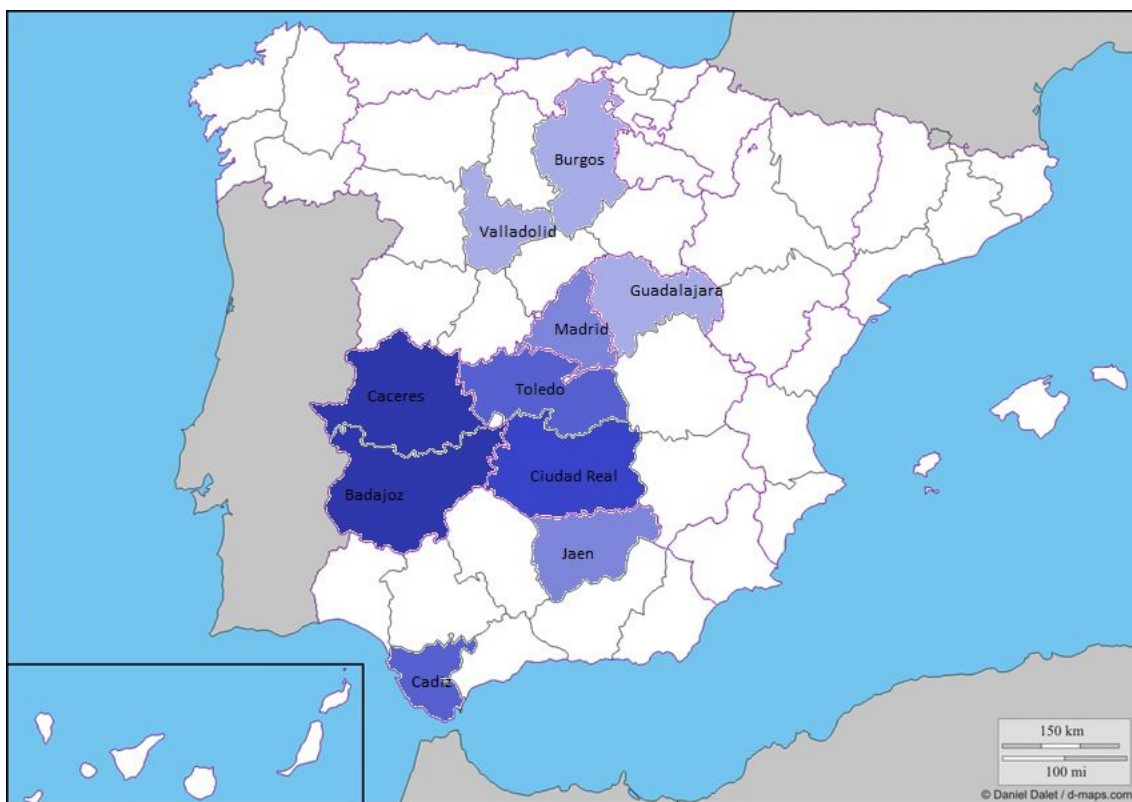 Burgos
Valladolid
Guadalajara
Madrid
Toledo
Caceres
Ciudad Real
Badajoz
Jaen
Cadiz
150 km
100 mi
© Daniel Dalet / d-maps.com